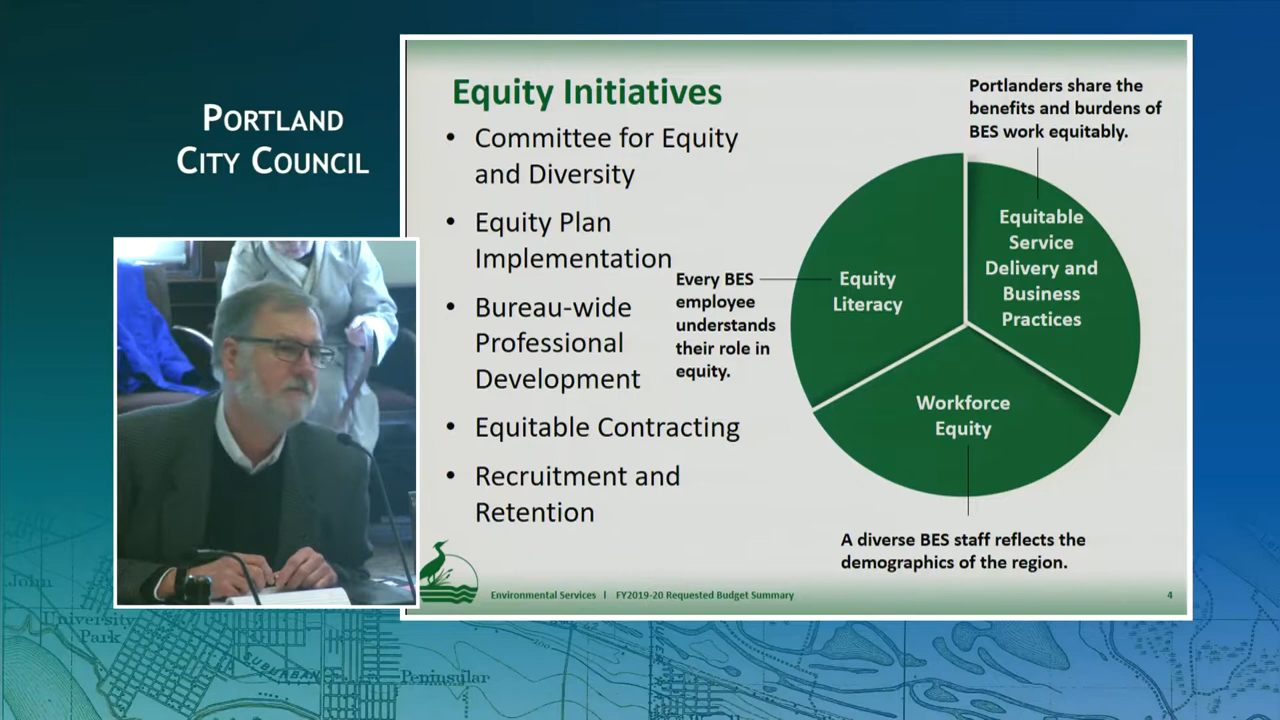 PORTLAND
CITY COUNCIL
Equity Initiatives
• Committee for Equity
and Diversity
• Equity Plan
Implementation
• Bureau-wide
Professional
Development
• Equitable Contracting
• Recruitment and
Retention
Portlanders share the
benefits and burdens of
BES work equitably.
Equitable
Service
Delivery and
Business
Practices
Equity
Literacy
Every BES
employee
understands
their role in
equity.
Workforce
Equity
A diverse BES staff reflects the
demographics of the region.
Environmental Services | FY2019-20 Requested Budget Summary
4
John
University
Park
SUBURBAN
Peninsular